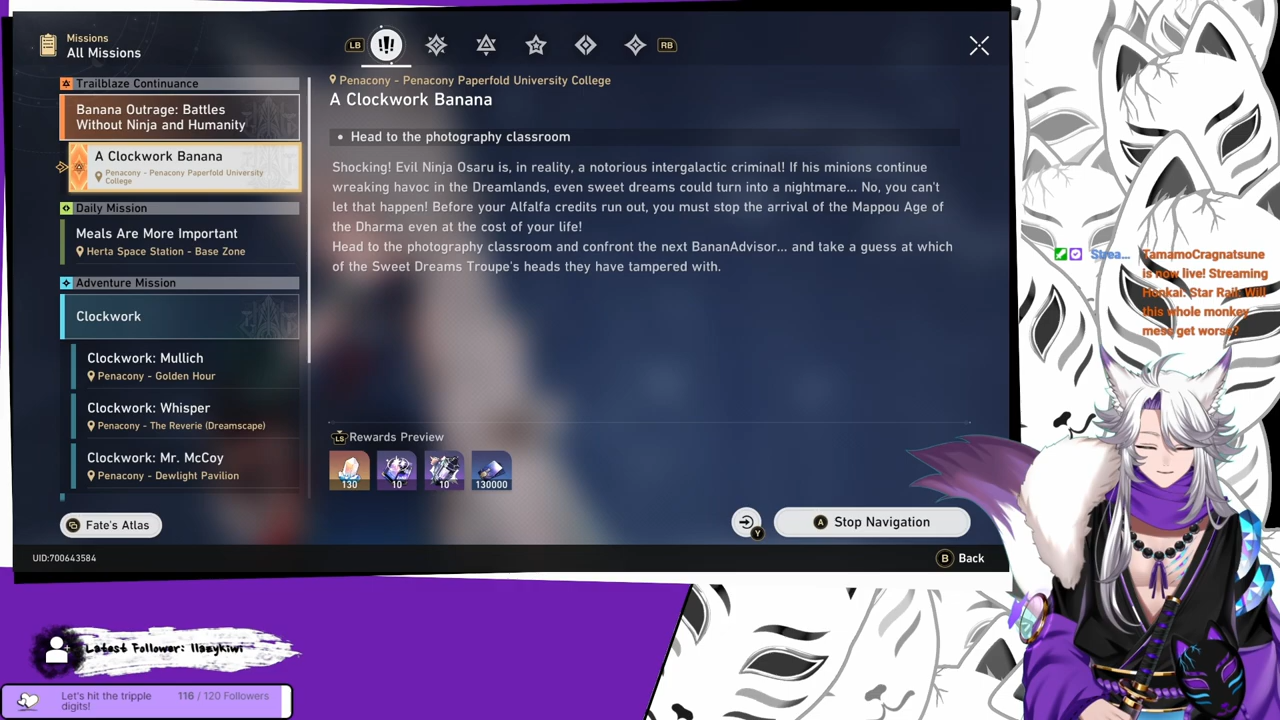 Missions
All Missions
LB
RB
Trailblaze Continuance
Banana Outrage: Battles
Without Ninja and Humanity
A Clockwork Banana
Penacony - Penacony Paperfold University
College
Daily Mission
Meals Are More Important
Herta Space Station - Base Zone
Adventure Mission
Clockwork
Clockwork: Mullich
Penacony - Golden Hour
Clockwork: Whisper
Penacony - The Reverie (Dreamscape)
Clockwork: Mr. McCoy
Penacony - Dewlight Pavilion
Fate's Atlas
UID:700643584
Penacony - Penacony Paperfold University College
A Clockwork Banana
• Head to the photography classroom
Shocking! Evil Ninja Osaru is, in reality, a notorious intergalactic criminal! If his minions continue
wreaking havoc in the Dreamlands, even sweet dreams could turn into a nightmare... No, you can't
let that happen! Before your Alfalfa credits run out, you must stop the arrival of the Mappou Age of
the Dharma even at the cost of your life!
Head to the photography classroom and confront the next BananAdvisor... and take a guess at which
of the Sweet Dreams Troupe's heads they have tampered with.
LS Rewards Preview
130
10
10
130000
Y
A Stop Navigation
B Back
Strea... TamamoCragnatsune
is now live! Streaming
Honkai: Star Rail: Will
this whole monkey
mess get worse?
Latest Follower: llazykiwi
Let's hit the tripple
digits!
116 / 120 Followers